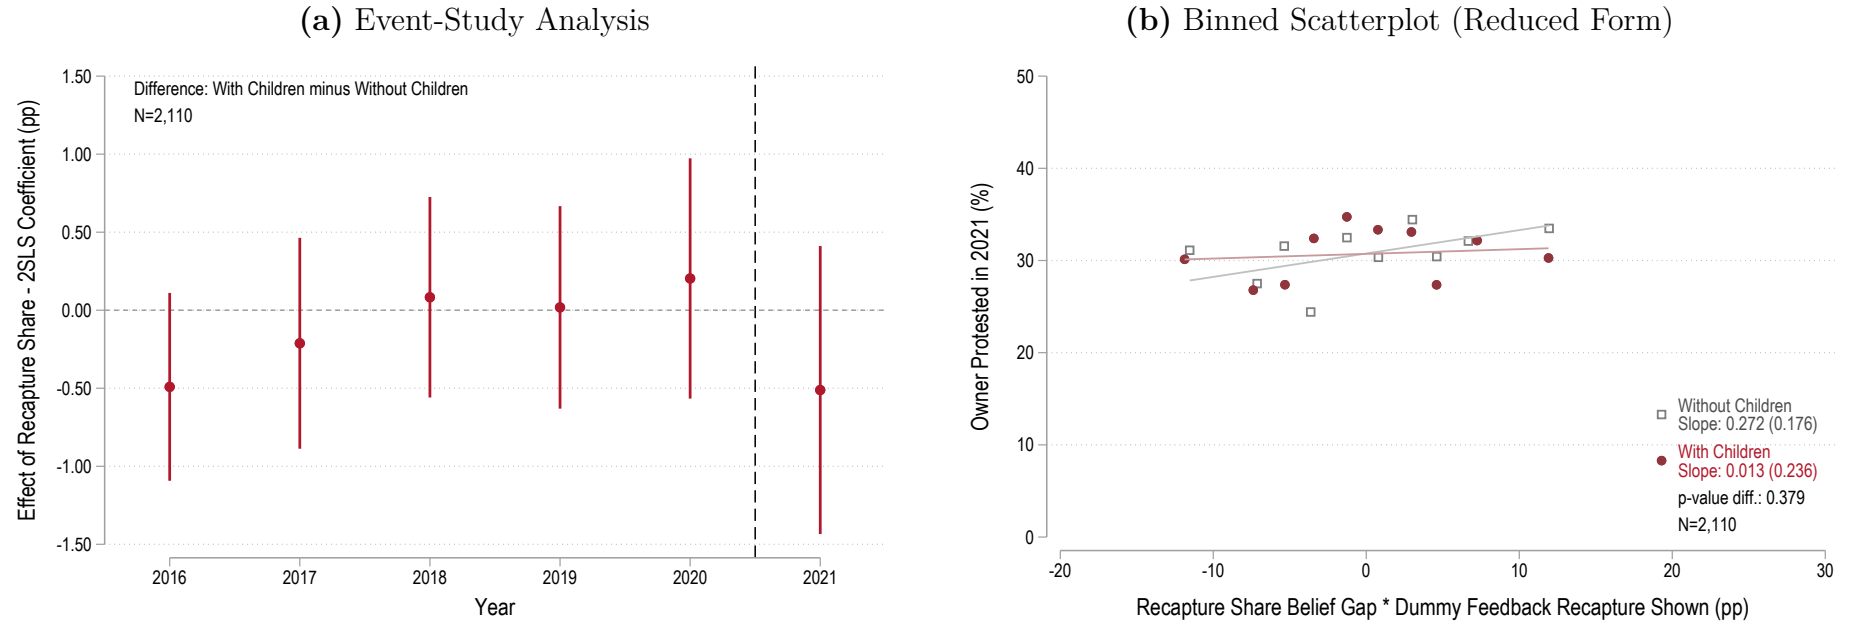 (a) Event-Study Analysis
Effect of Recapture Share - 2SLS Coefficient (pp)
1.50
1.00
0.50
0.00
-0.50
-1.00
-1.50
Difference: With Children minus Without Children
N=2,110
2016
2017
2018
2019
2020
2021
Year
(b) Binned Scatterplot (Reduced Form)
Owner Protested in 2021 (%)
50
40
30
20
10
0
Without Children
Slope: 0.272 (0.176)
With Children
Slope: 0.013 (0.236)
p-value diff.: 0.379
N=2,110
-20
-10
0
10
20
30
Recapture Share Belief Gap * Dummy Feedback Recapture Shown (pp)